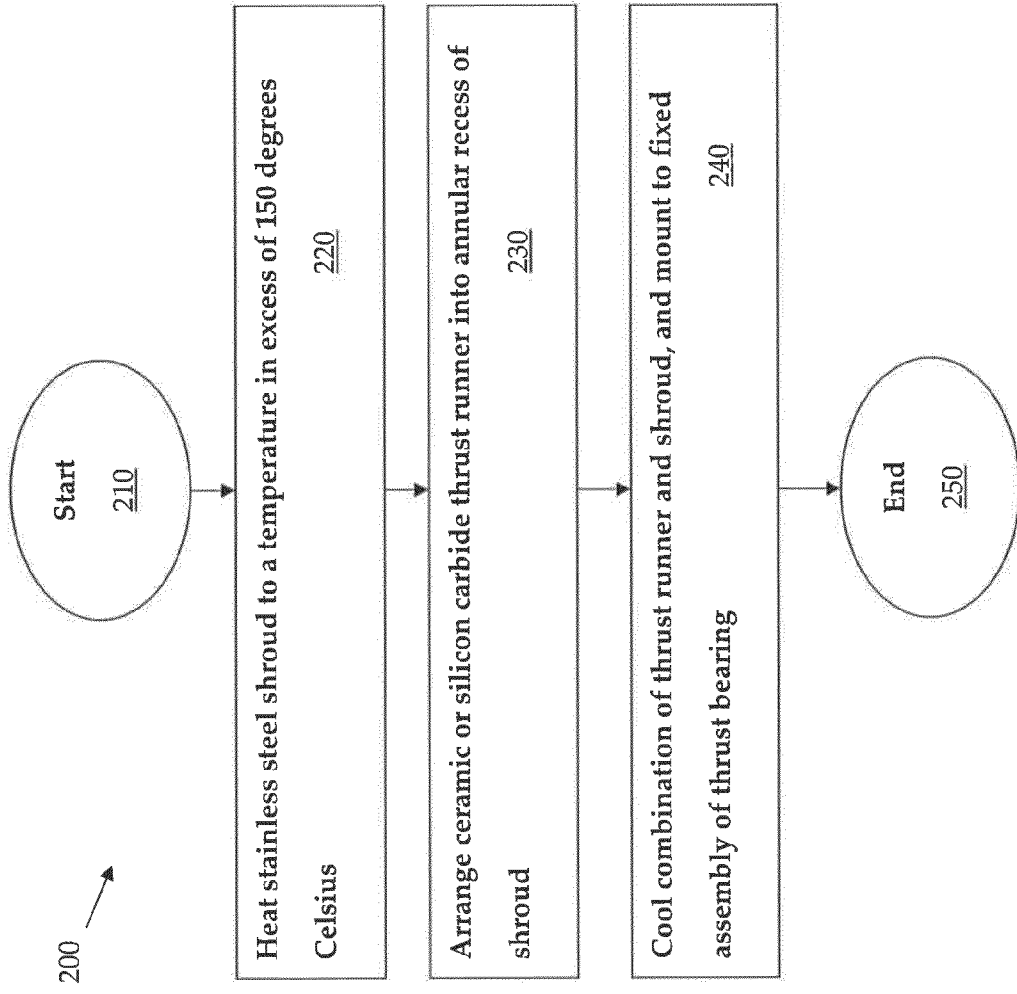 200
Start
210
Heat stainless steel shroud to a temperature in excess of 150 degrees
Celsius
220
Arrange ceramic or silicon carbide thrust runner into annular recess of
shroud
230
Cool combination of thrust runner and shroud, and mount to fixed
assembly of thrust bearing
240
End
250